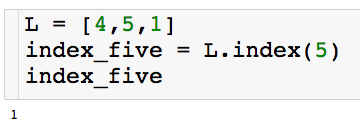 L = [4,5,1]
index_five = L.index(5)
index_five
1